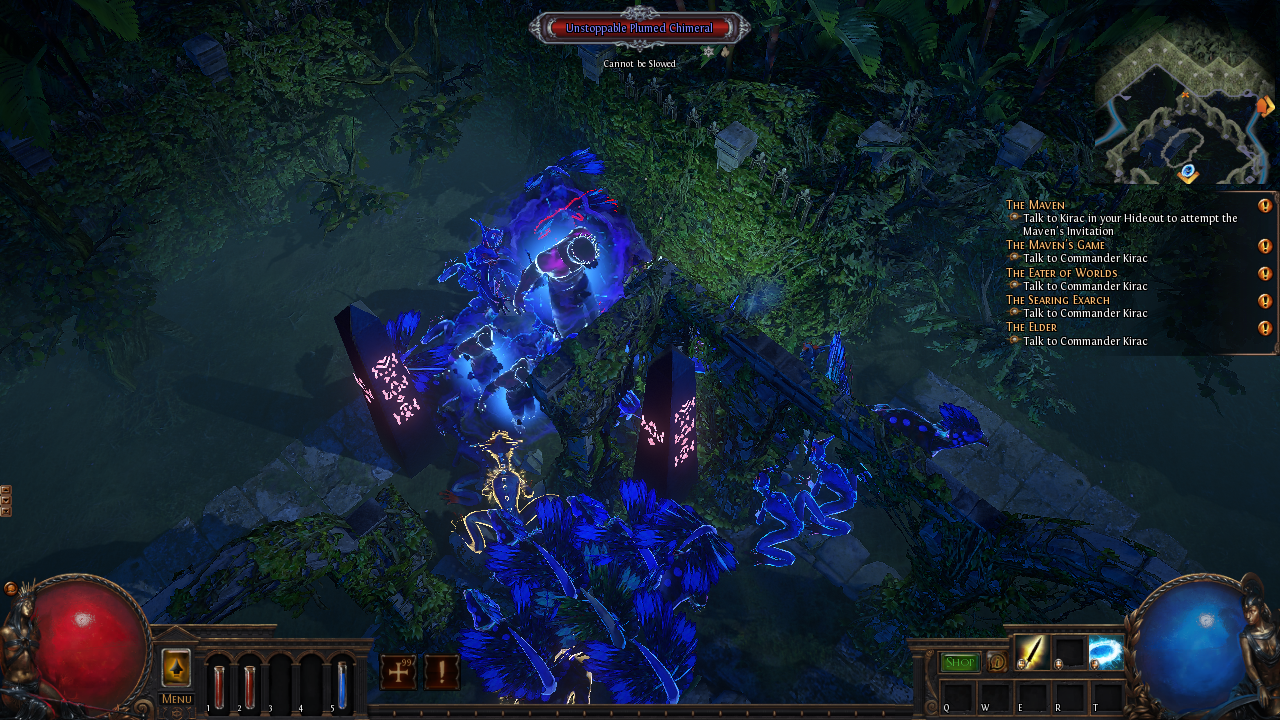 Unstoppable Plumed Chimeral
Cannot be Slowed
The Maven
Talk to Kirac in your Hideout to attempt the
Maven's Invitation
The Maven's Game
Talk to Commander Kirac
The Eater of Worlds
Talk to Commander Kirac
The Searing Exarch
Talk to Commander Kirac
The Elder
Talk to Commander Kirac
99
Shop
Menu
1 2 3 4 5
Q W E R T